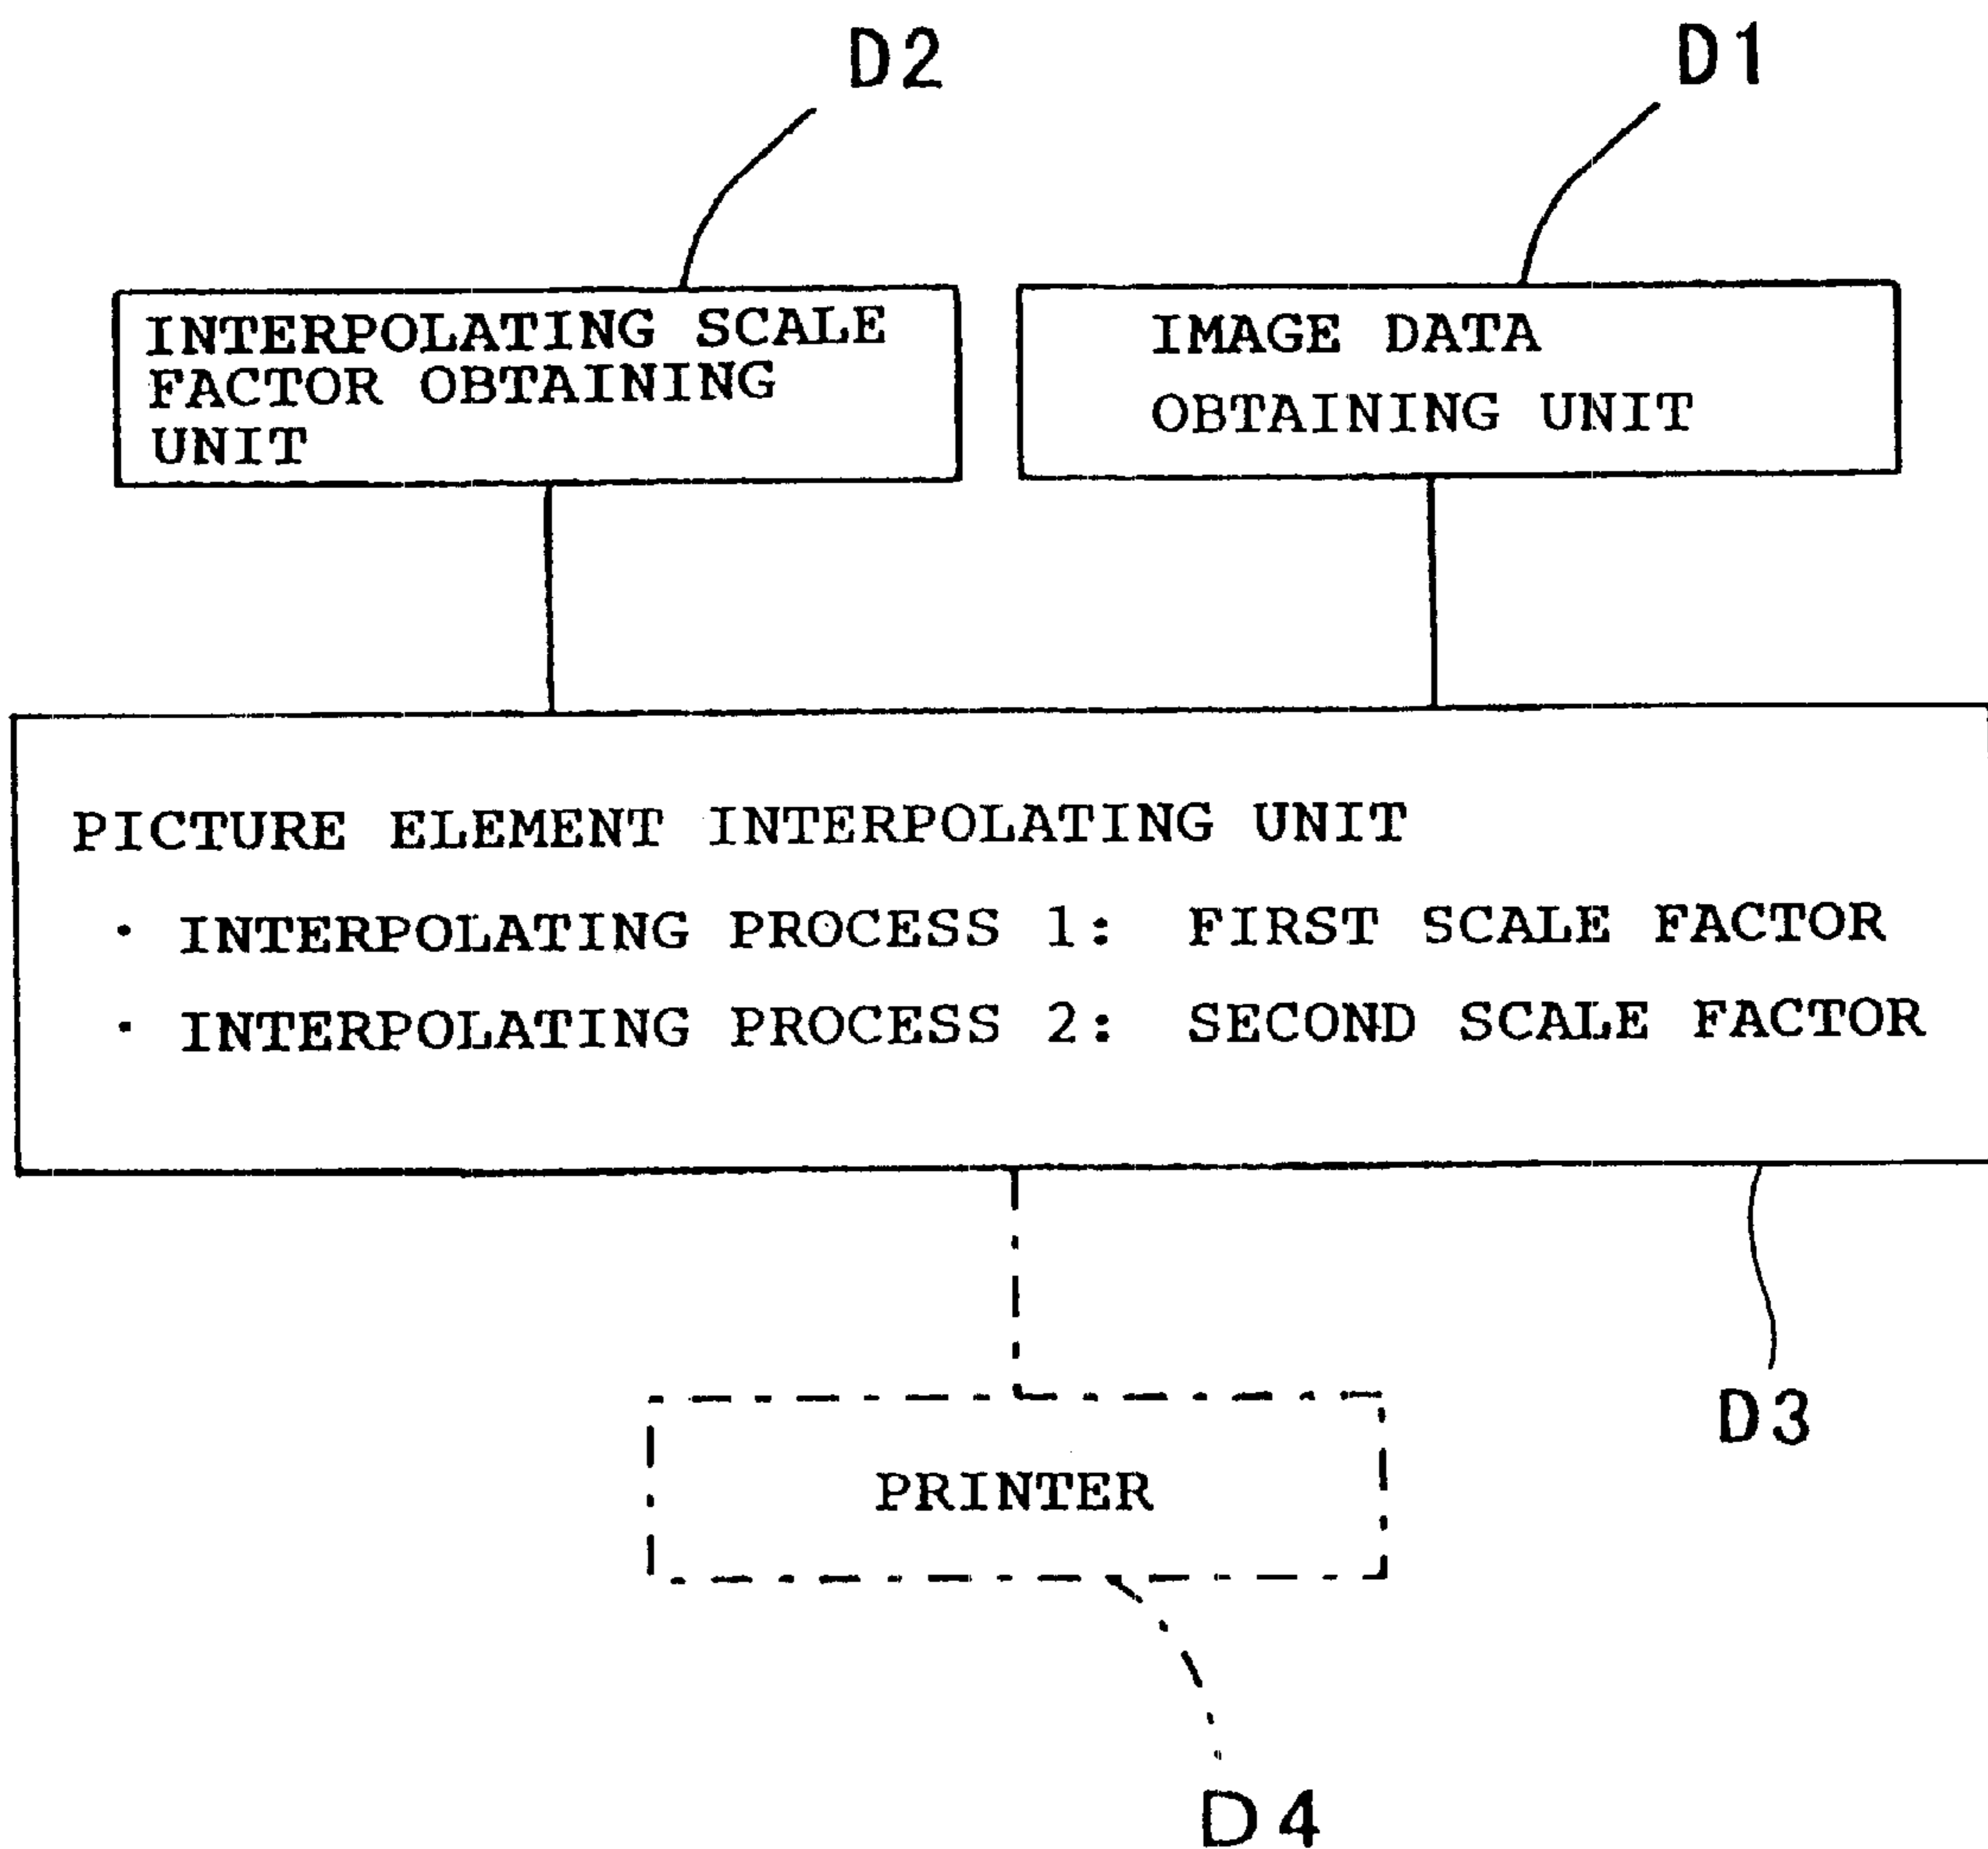 D2
D1
INTERPOLATING SCALE
FACTOR OBTAINING
UNIT
IMAGE DATA
OBTAINING UNIT
PICTURE ELEMENT INTERPOLATING UNIT
· INTERPOLATING PROCESS 1: FIRST SCALE FACTOR
· INTERPOLATING PROCESS 2: SECOND SCALE FACTOR
D3
PRINTER
D4